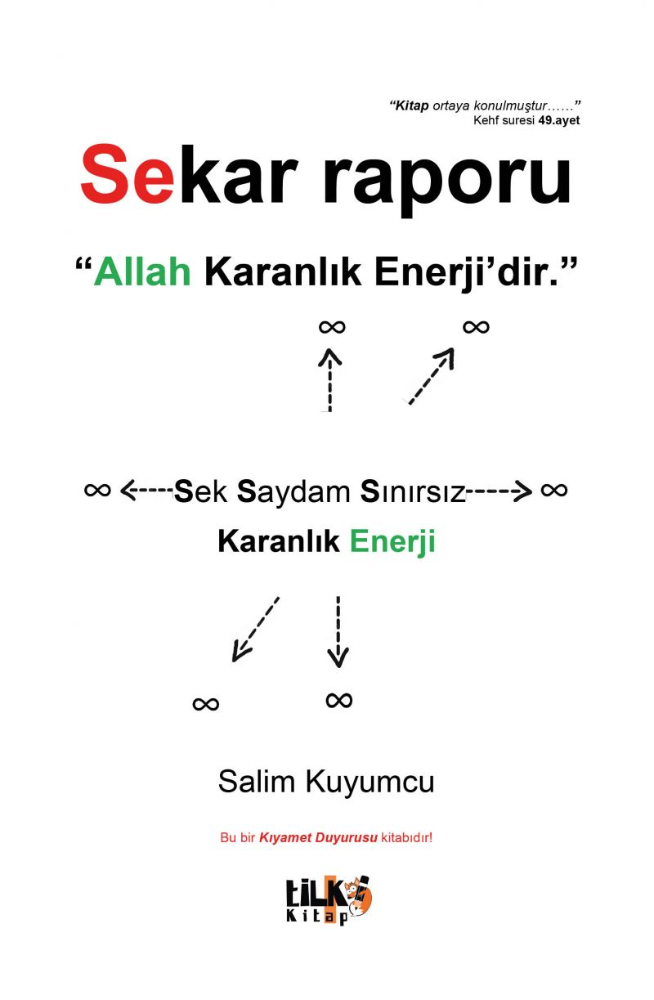 “Kitap ortaya konulmuştur……”
Kehf suresi 49.ayet
Sekar raporu
“Allah Karanlık Enerji’dir.”
∞ ∞
∞ Sek Saydam Sınırsız ∞
Karanlık Enerji
∞ ∞
Salim Kuyumcu
Bu bir Kıyamet Duyurusu kitabıdır!
tiLKi
Kitap